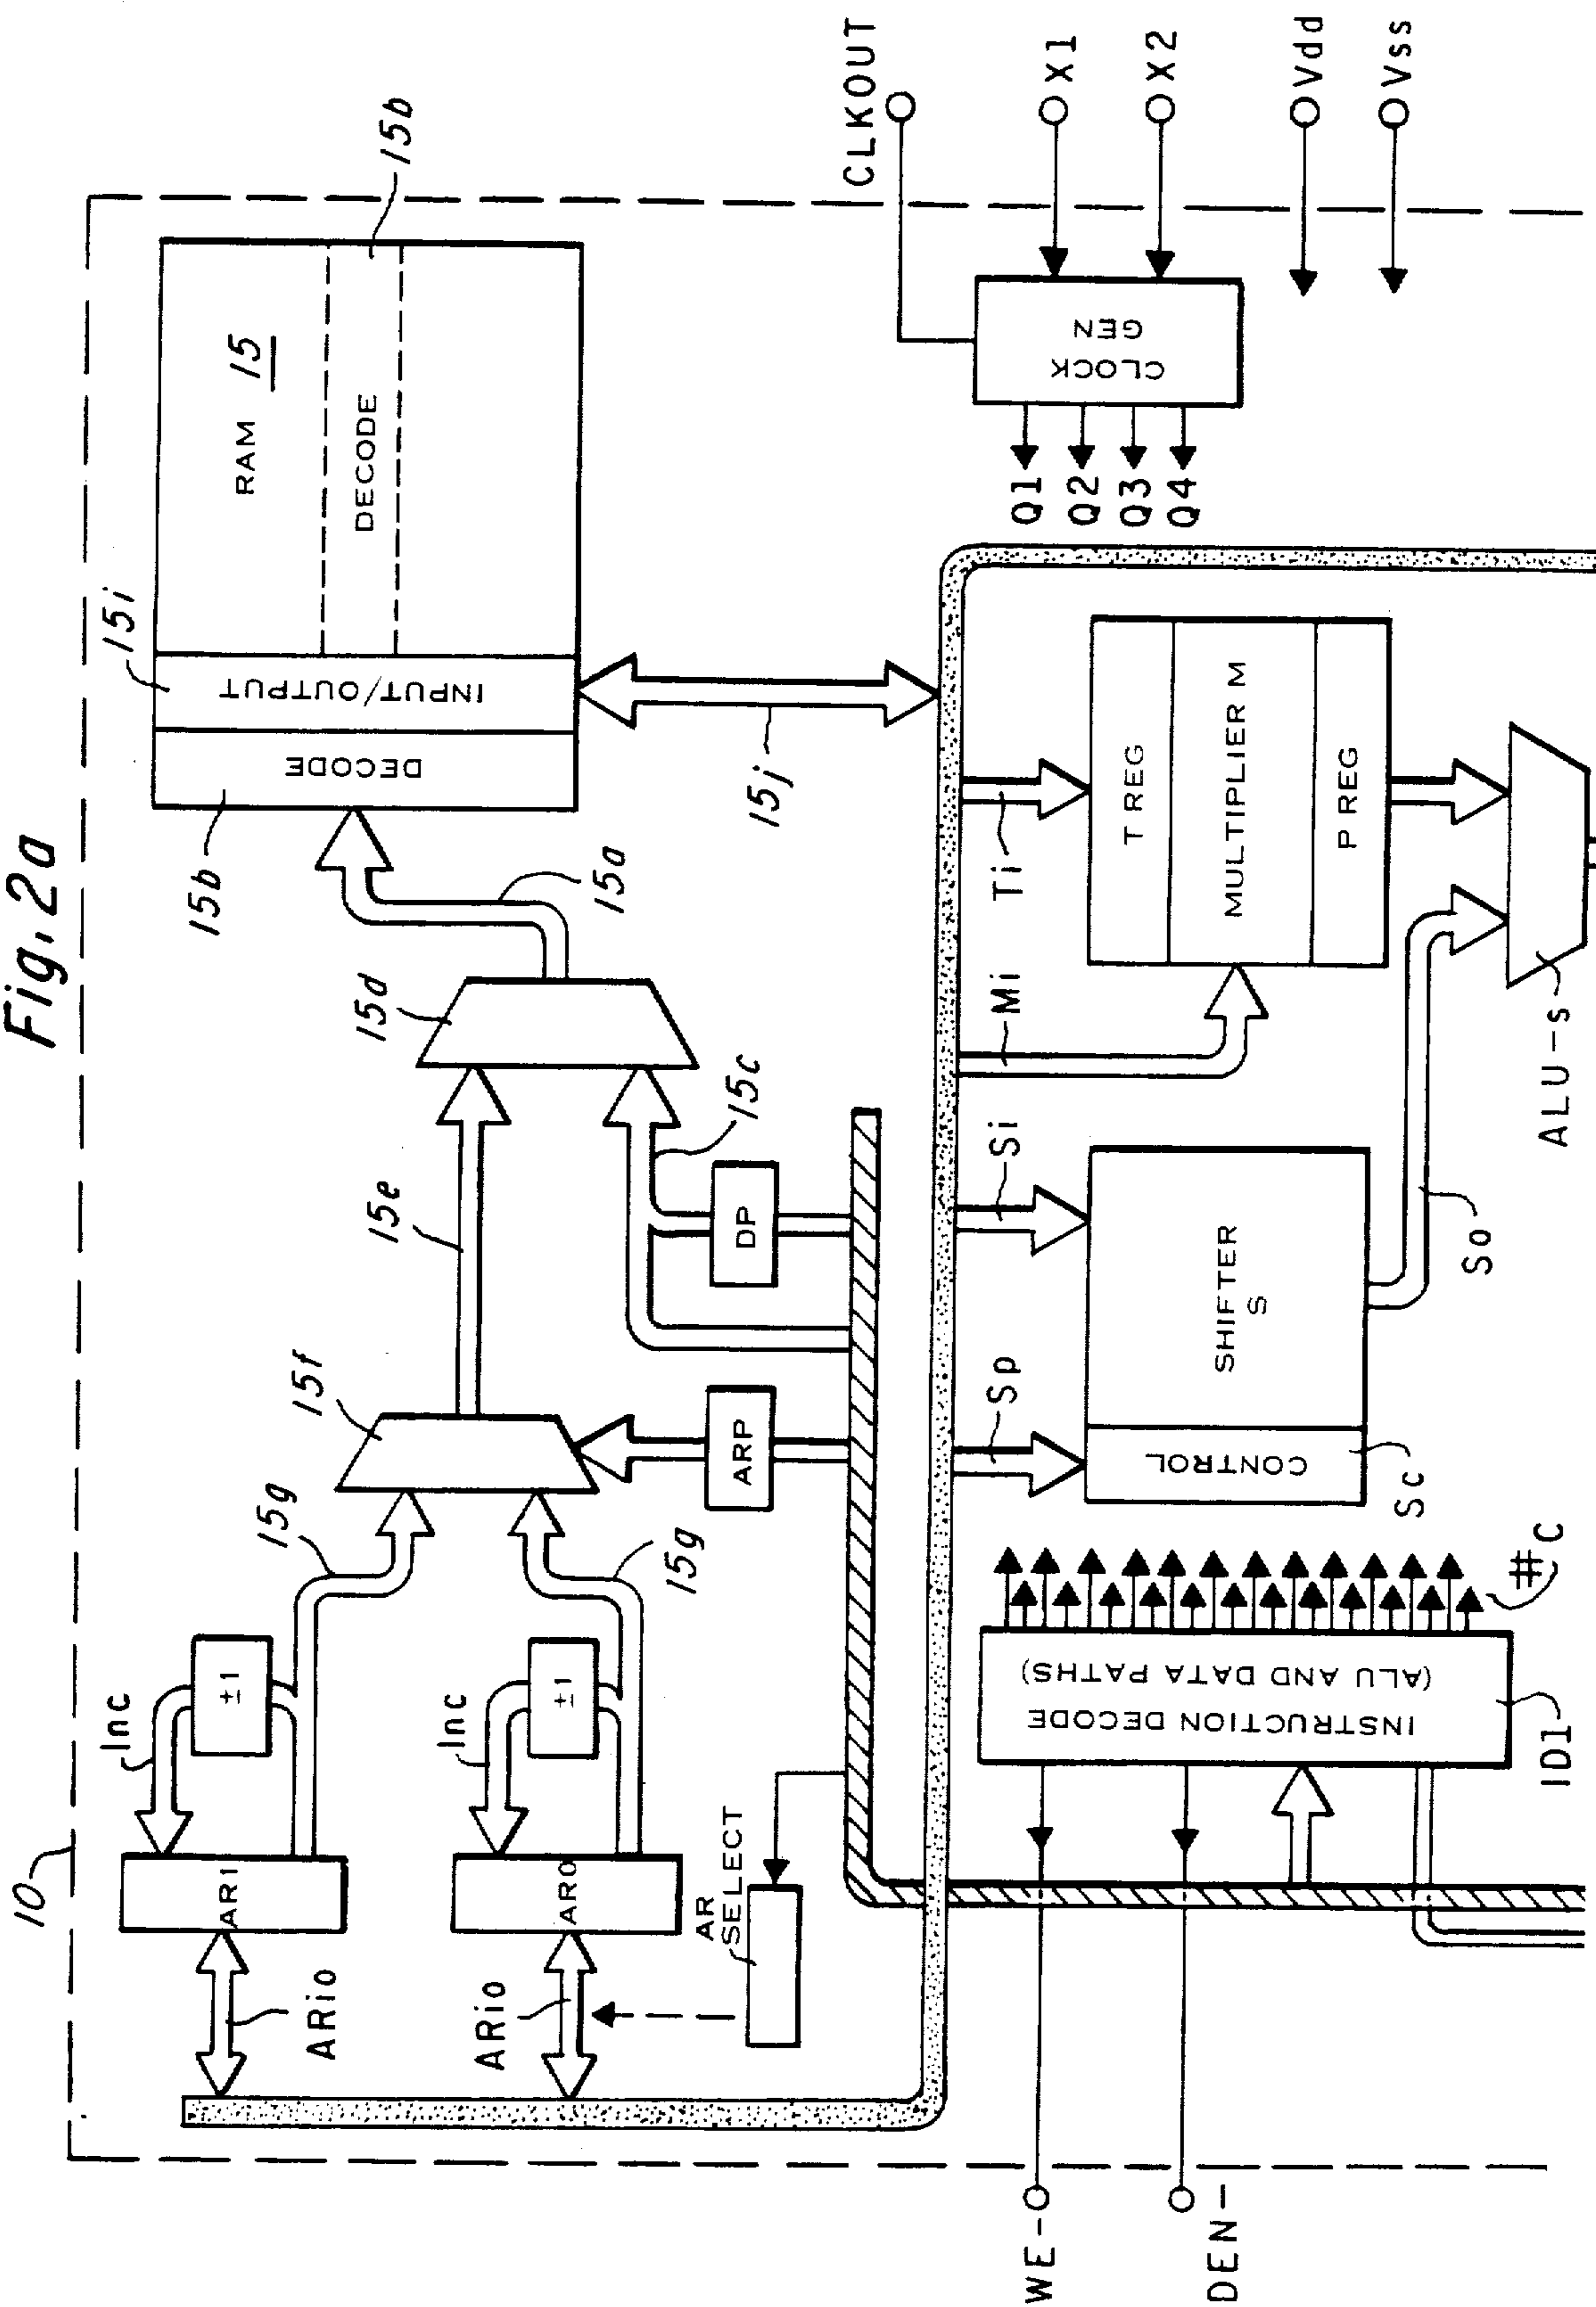 Fig. 2a
10
15i
15b
15b
RAM 15
DECODE
INPUT/OUTPUT
DECODE
15j
15a
15d
15c
15e
15f
15g
15g
DP
ARP
Inc
±1
AR1
ARio
Inc
±1
AR0
ARio
AR
SELECT
CLKOUT
X1
X2
Vdd
Vss
CLOCK
GEN
Q1
Q2
Q3
Q4
Ti
Mi
T REG
MULTIPLIER M
P REG
ALU-s
Si
Sp
SHIFTER
S
CONTROL
Sc
So
#C
INSTRUCTION DECODE
(ALU AND DATA PATHS)
ID1
WE-
DEN-